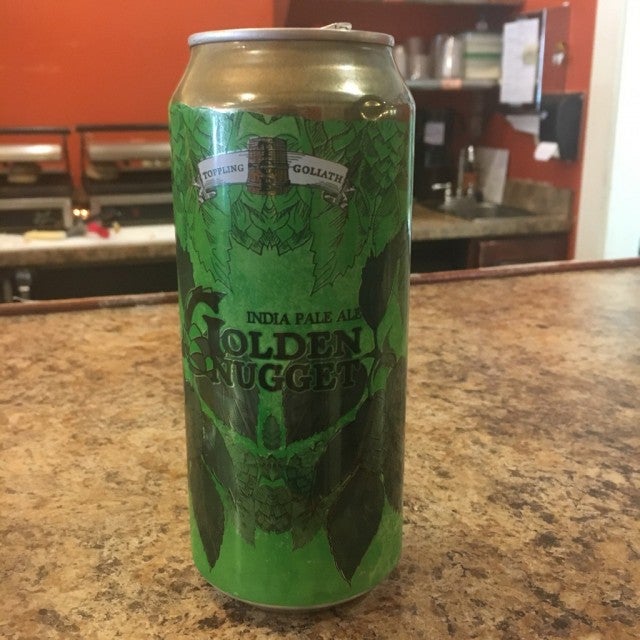 TOPPLING GOLIATH
INDIA PALE ALE
GOLDEN
NUGGET